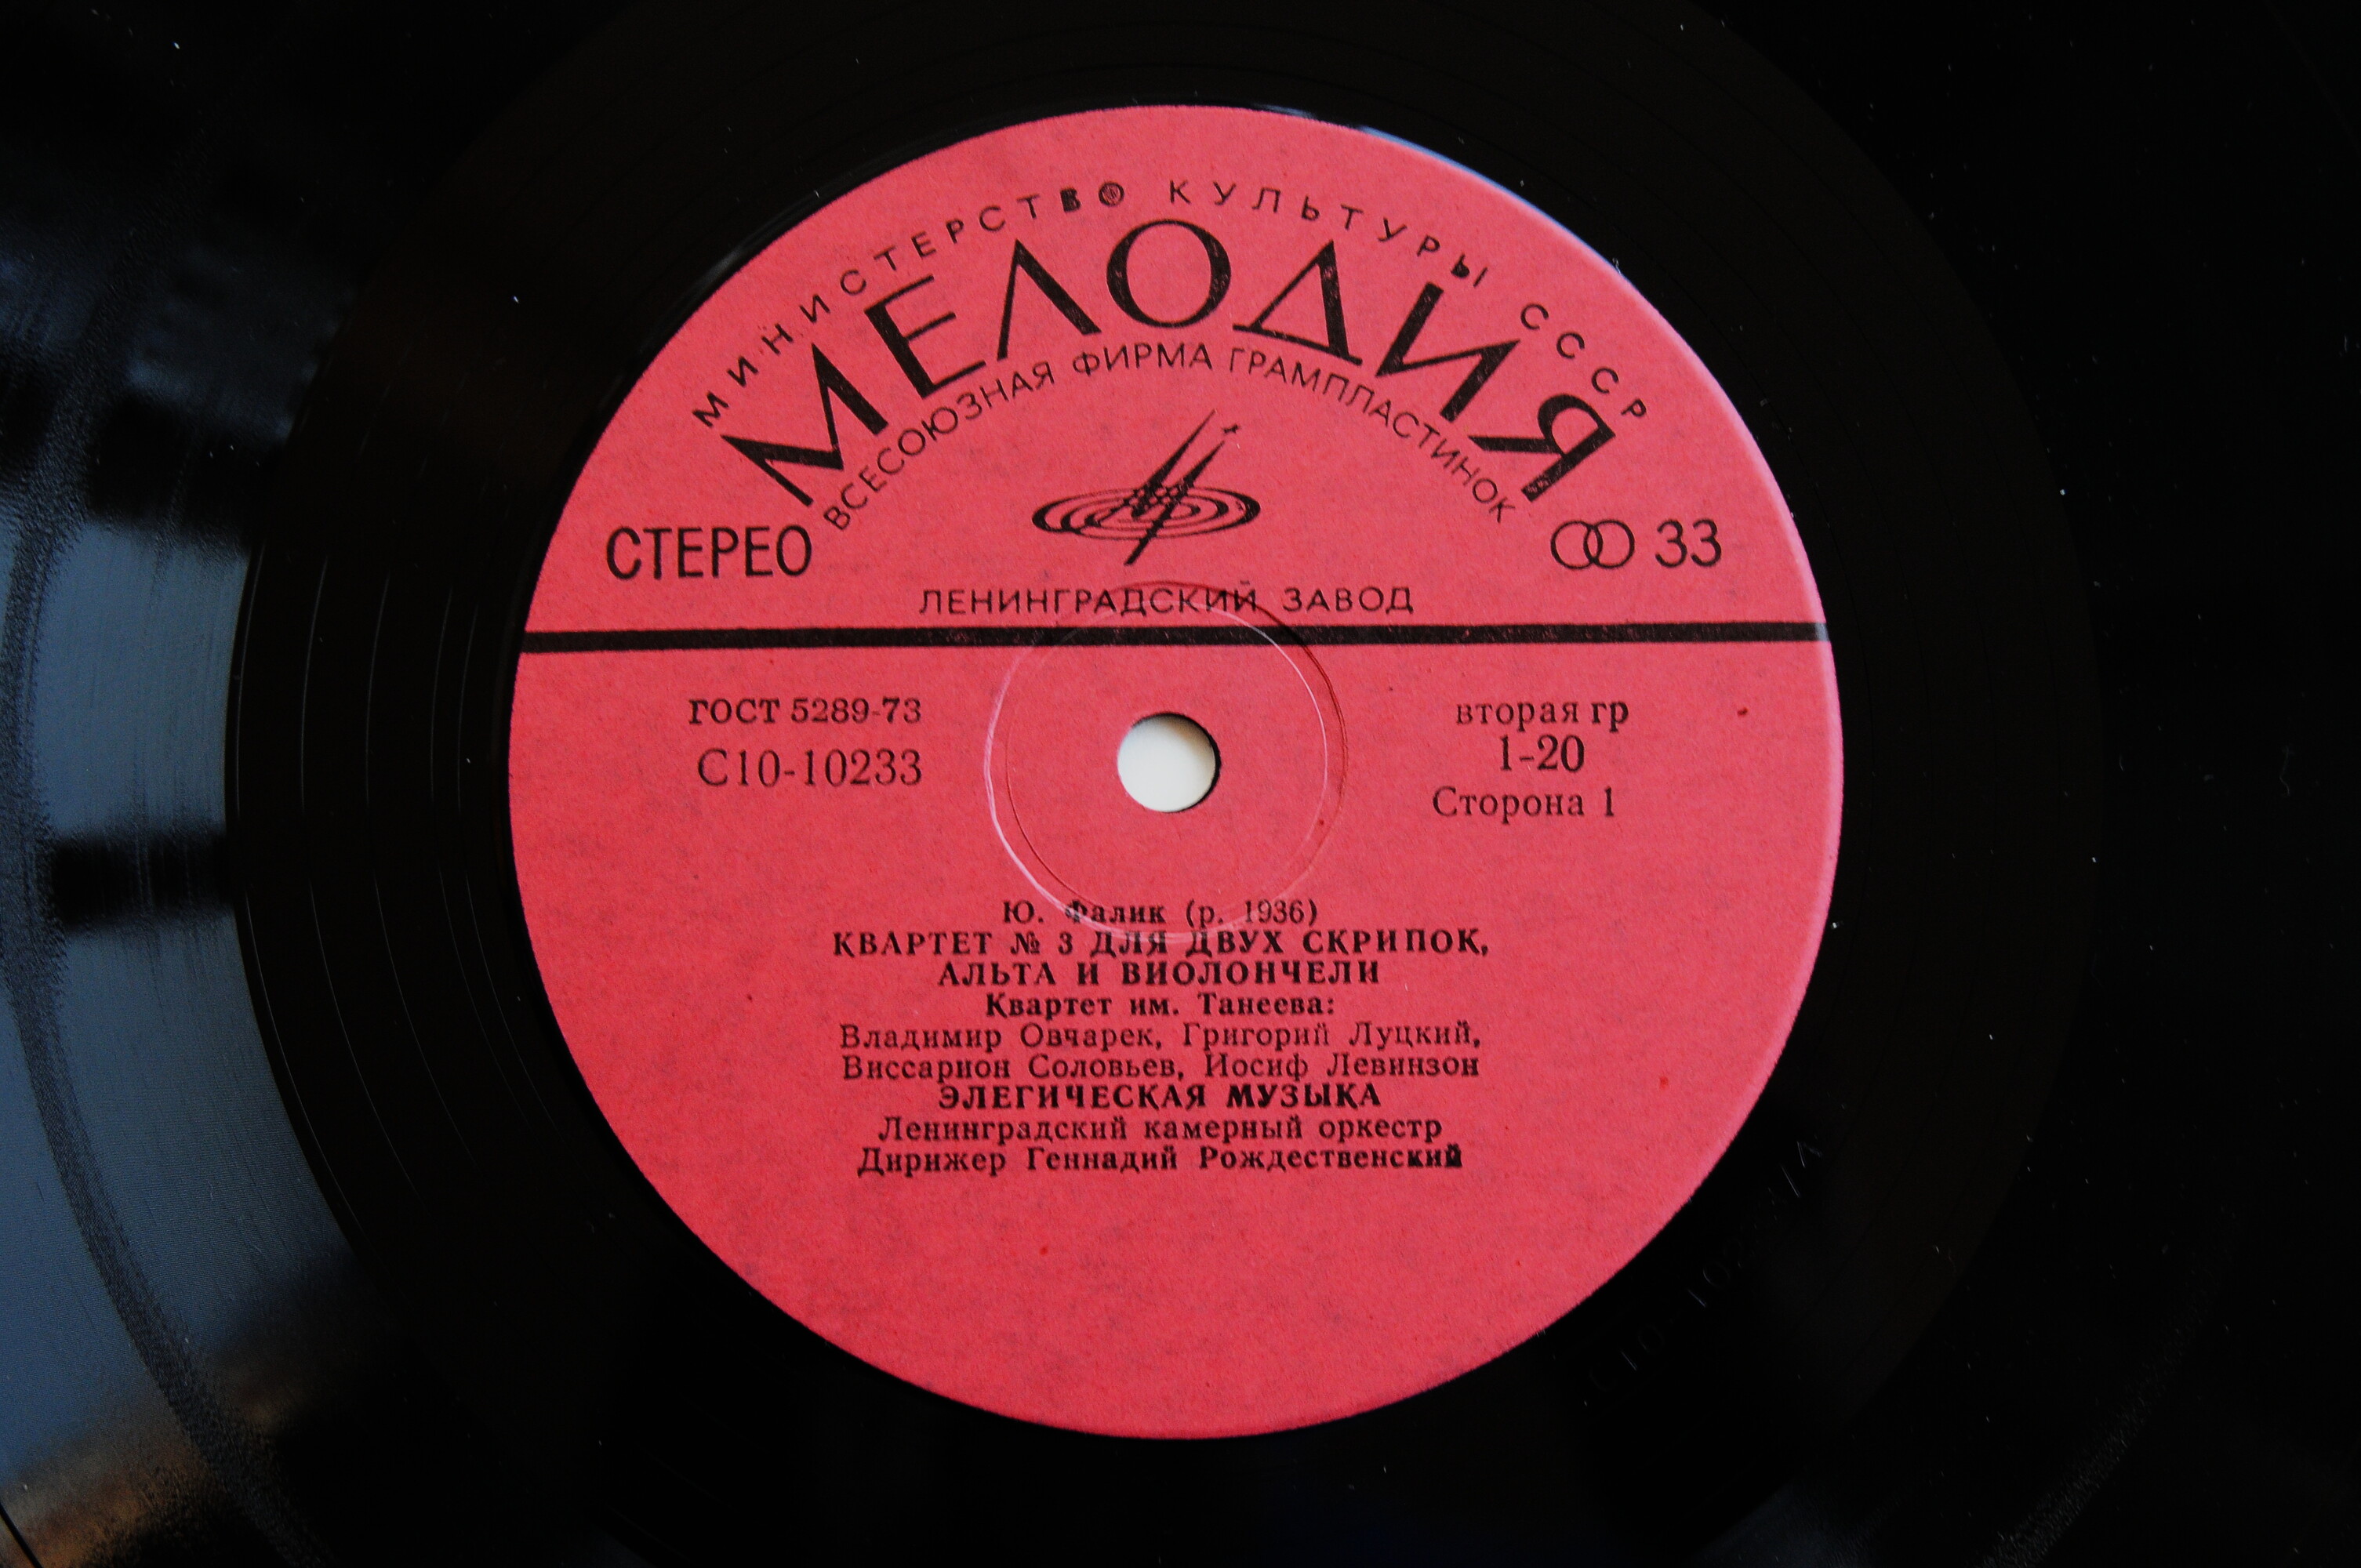 МИНИСТЕРСТВО КУЛЬТУРЫ СССР
МЕЛОДИЯ
ВСЕСОЮЗНАЯ ФИРМА ГРАМПЛАСТИНОК
СТЕРЕО
33
ЛЕНИНГРАДСКИЙ ЗАВОД
ГОСТ 5289-73
С10-10233
вторая гр
1-20
Сторона 1
Ю. Фалик (р. 1936)
КВАРТЕТ № 3 ДЛЯ ДВУХ СКРИПОК,
АЛЬТА И ВИОЛОНЧЕЛИ
Квартет им. Танеева:
Владимир Овчарек, Григорий Луцкий,
Виссарион Соловьев, Иосиф Левинзон
ЭЛЕГИЧЕСКАЯ МУЗЫКА
Ленинградский камерный оркестр
Дирижер Геннадий Рождественский